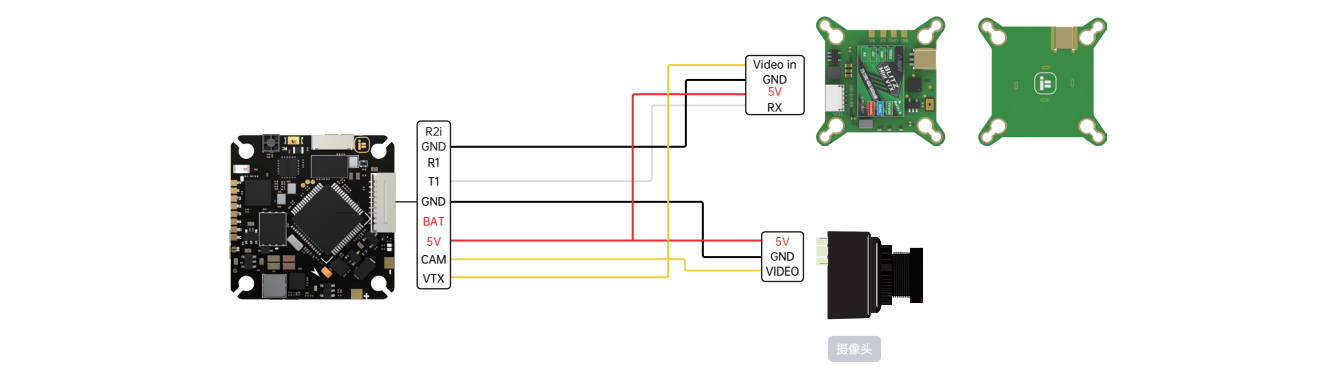 R2i
GND
R1
T1
GND
BAT
5V
CAM
VTX
Video in
GND
5V
RX
5V
GND
VIDEO
BLITZ
摄像头